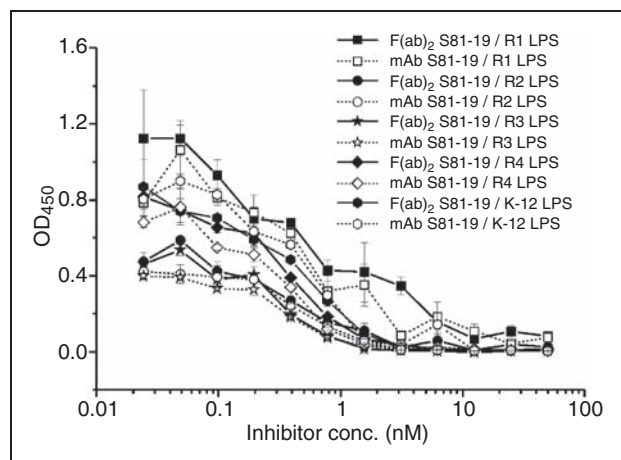 1.6
1.2
0.8
0.4
0.0
OD450
F(ab)2 S81-19 / R1 LPS
mAb S81-19 / R1 LPS
F(ab)2 S81-19 / R2 LPS
mAb S81-19 / R2 LPS
F(ab)2 S81-19 / R3 LPS
mAb S81-19 / R3 LPS
F(ab)2 S81-19 / R4 LPS
mAb S81-19 / R4 LPS
F(ab)2 S81-19 / K-12 LPS
mAb S81-19 / K-12 LPS
0.01 0.1 1 10 100
Inhibitor conc. (nM)